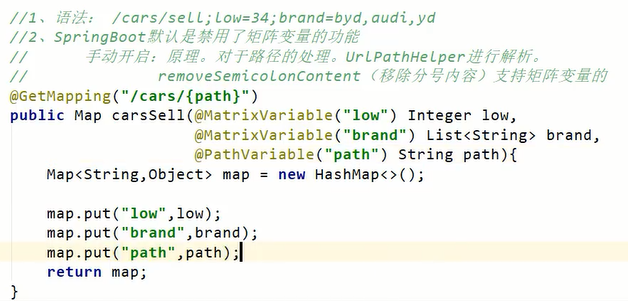 //1、语法: /cars/sell;low=34;brand=byd,audi,yd
//2、SpringBoot默认是禁用了矩阵变量的功能
//      手动开启：原理。对于路径的处理。UrlPathHelper进行解析。
//              removeSemicolonContent（移除分号内容）支持矩阵变量的
@GetMapping("/cars/{path}")
public Map carsSell(@MatrixVariable("low") Integer low,
                    @MatrixVariable("brand") List<String> brand,
                    @PathVariable("path") String path){
    Map<String,Object> map = new HashMap<>();
    map.put("low",low);
    map.put("brand",brand);
    map.put("path",path);
    return map;
}